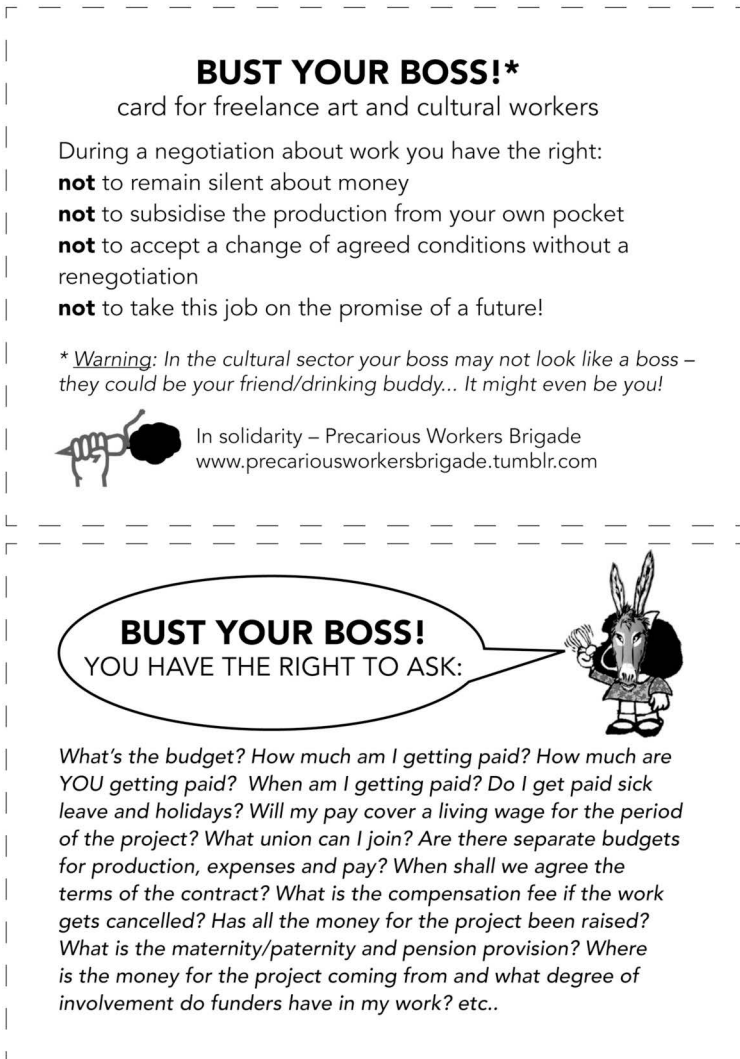 BUST YOUR BOSS!*
card for freelance art and cultural workers
During a negotiation about work you have the right:
not to remain silent about money
not to subsidise the production from your own pocket
not to accept a change of agreed conditions without a
renegotiation
not to take this job on the promise of a future!
* Warning: In the cultural sector your boss may not look like a boss –
they could be your friend/drinking buddy... It might even be you!
In solidarity – Precarious Workers Brigade
www.precariousworkersbrigade.tumblr.com
BUST YOUR BOSS!
YOU HAVE THE RIGHT TO ASK:
What’s the budget? How much am I getting paid? How much are
YOU getting paid?  When am I getting paid? Do I get paid sick
leave and holidays? Will my pay cover a living wage for the period
of the project? What union can I join? Are there separate budgets
for production, expenses and pay? When shall we agree the
terms of the contract? What is the compensation fee if the work
gets cancelled? Has all the money for the project been raised?
What is the maternity/paternity and pension provision? Where
is the money for the project coming from and what degree of
involvement do funders have in my work? etc..